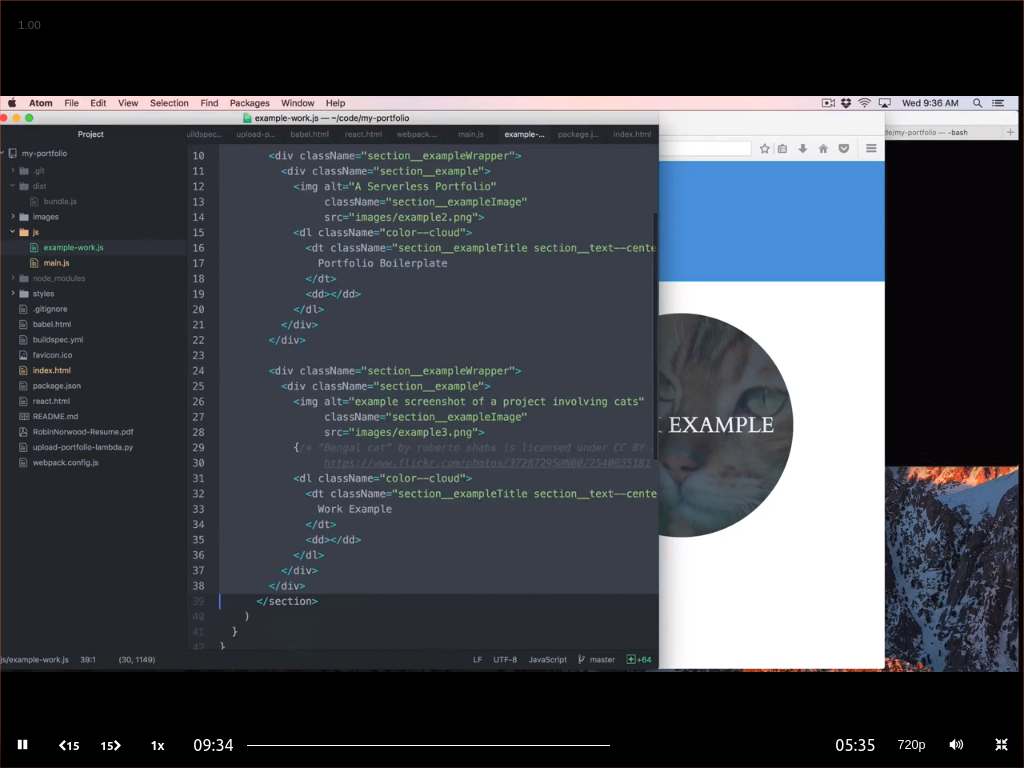 1.00
Atom File Edit View Selection Find Packages Window Help Wed 9:36 AM
example-work.js — ~/code/my-portfolio
de/my-portfolio — -bash
Project
uildspec... upload-p... babel.html react.html webpack.... main.js example-... package.j... index.html
my-portfolio
.git
dist
bundle.js
images
js
example-work.js
main.js
node_modules
styles
.gitignore
babel.html
buildspec.yml
favicon.ico
index.html
package.json
react.html
README.md
RobinNorwood-Resume.pdf
upload-portfolio-lambda.py
webpack.config.js
10 <div className="section__exampleWrapper">
11 <div className="section__example">
12 <img alt="A Serverless Portfolio"
13 className="section__exampleImage"
14 src="images/example2.png">
15 <dl className="color--cloud">
16 <dt className="section__exampleTitle section__text--cente
17 Portfolio Boilerplate
18 </dt>
19 <dd></dd>
20 </dl>
21 </div>
22 </div>
23
24 <div className="section__exampleWrapper">
25 <div className="section__example">
26 <img alt="example screenshot of a project involving cats"
27 className="section__exampleImage"
28 src="images/example3.png">
29 {/* "Bengal cat" by roberto shabs is licensed under CC BY
30
31 <dl className="color--cloud">
32 <dt className="section__exampleTitle section__text--cente
33 Work Example
34 </dt>
35 <dd></dd>
36 </dl>
37 </div>
38 </div>
39 </section>
40 )
41 }
42 }
EXAMPLE
js/example-work.js 39:1 (30, 1149) LF UTF-8 JavaScript master +64
15 15 1x 09:34 05:35 720p